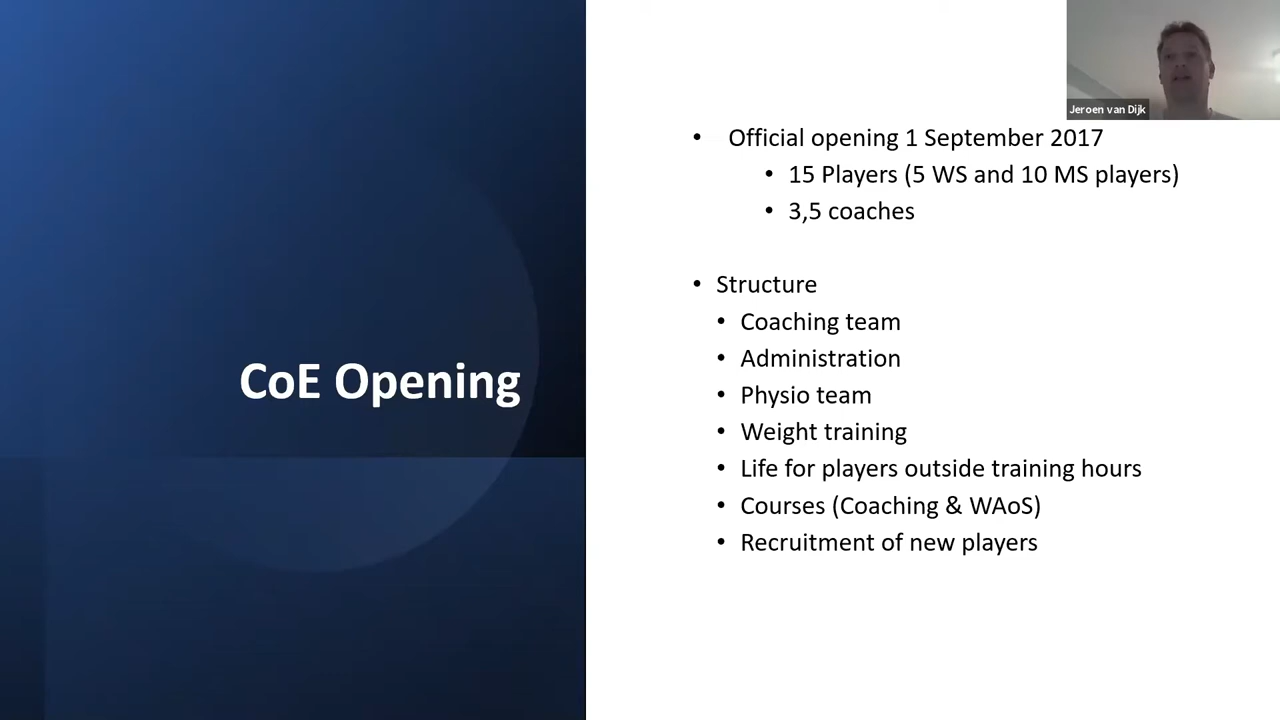 Jeroen van Dijk
CoE Opening
• Official opening 1 September 2017
• 15 Players (5 WS and 10 MS players)
• 3,5 coaches
• Structure
• Coaching team
• Administration
• Physio team
• Weight training
• Life for players outside training hours
• Courses (Coaching & WAoS)
• Recruitment of new players